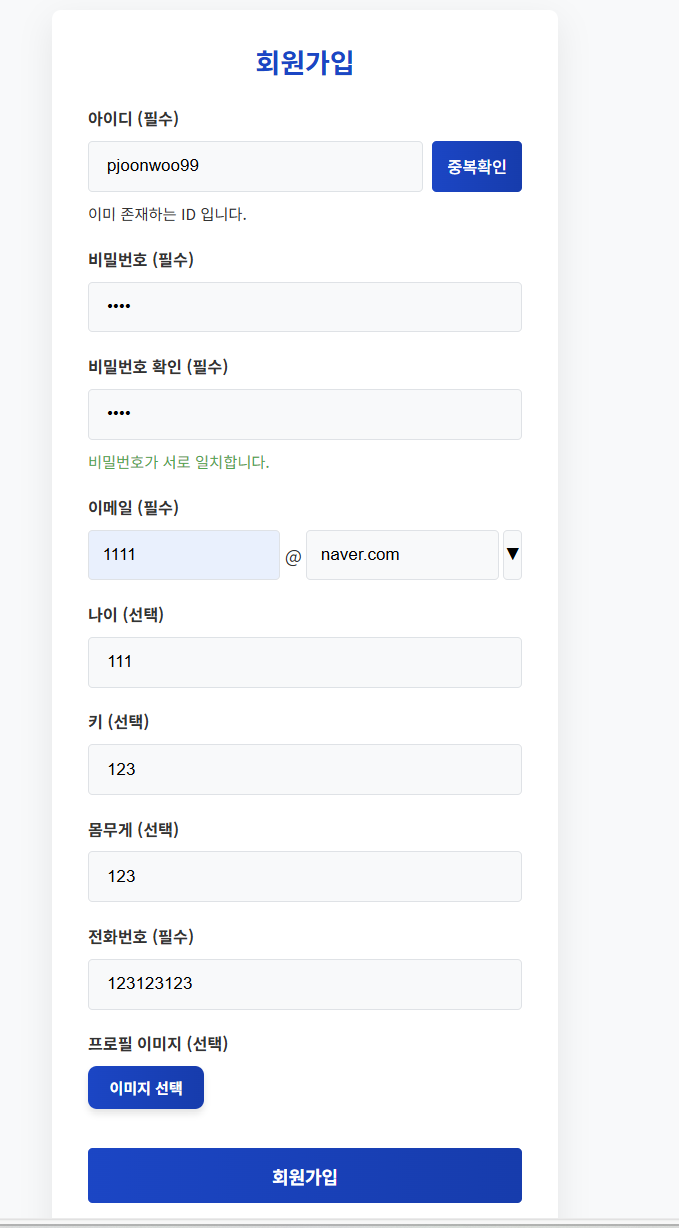 회원가입
아이디 (필수)
pjoonwoo99 중복확인
이미 존재하는 ID 입니다.
비밀번호 (필수)
••••
비밀번호 확인 (필수)
••••
비밀번호가 서로 일치합니다.
이메일 (필수)
1111 @ naver.com ▼
나이 (선택)
111
키 (선택)
123
몸무게 (선택)
123
전화번호 (필수)
123123123
프로필 이미지 (선택)
이미지 선택
회원가입